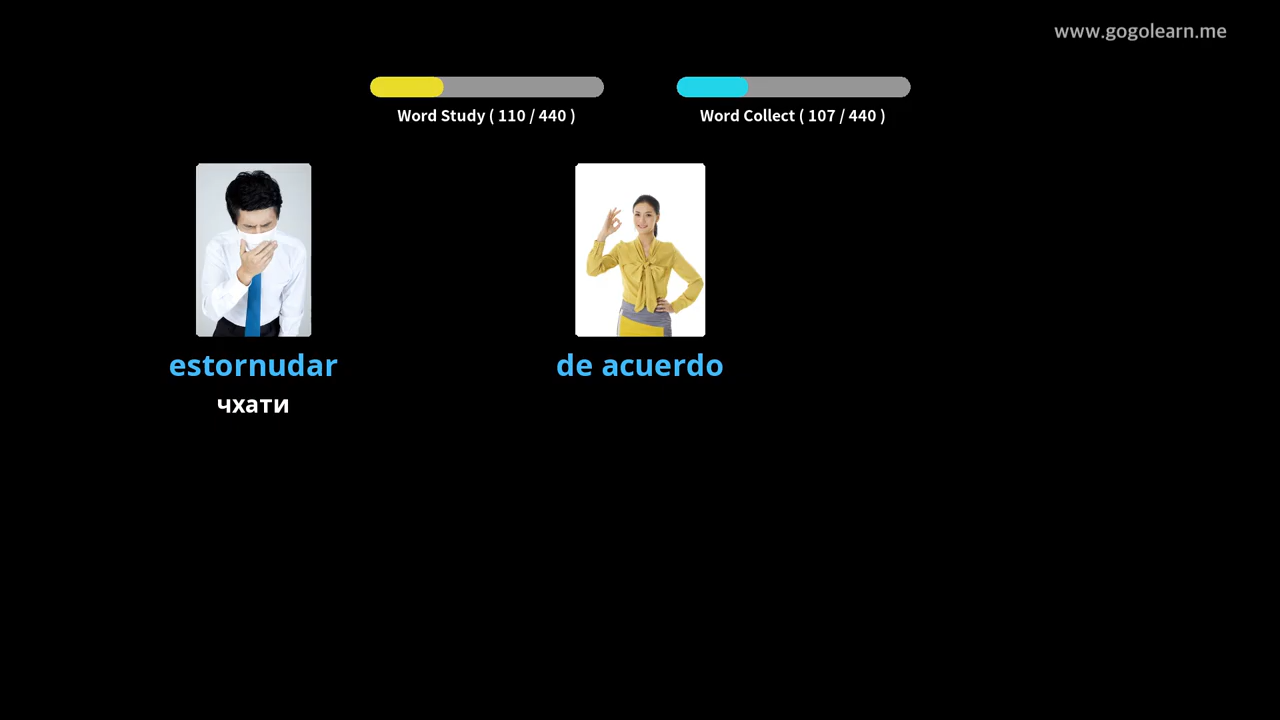 www.gogolearn.me
Word Study ( 110 / 440 )
Word Collect ( 107 / 440 )
estornudar
чхати
de acuerdo